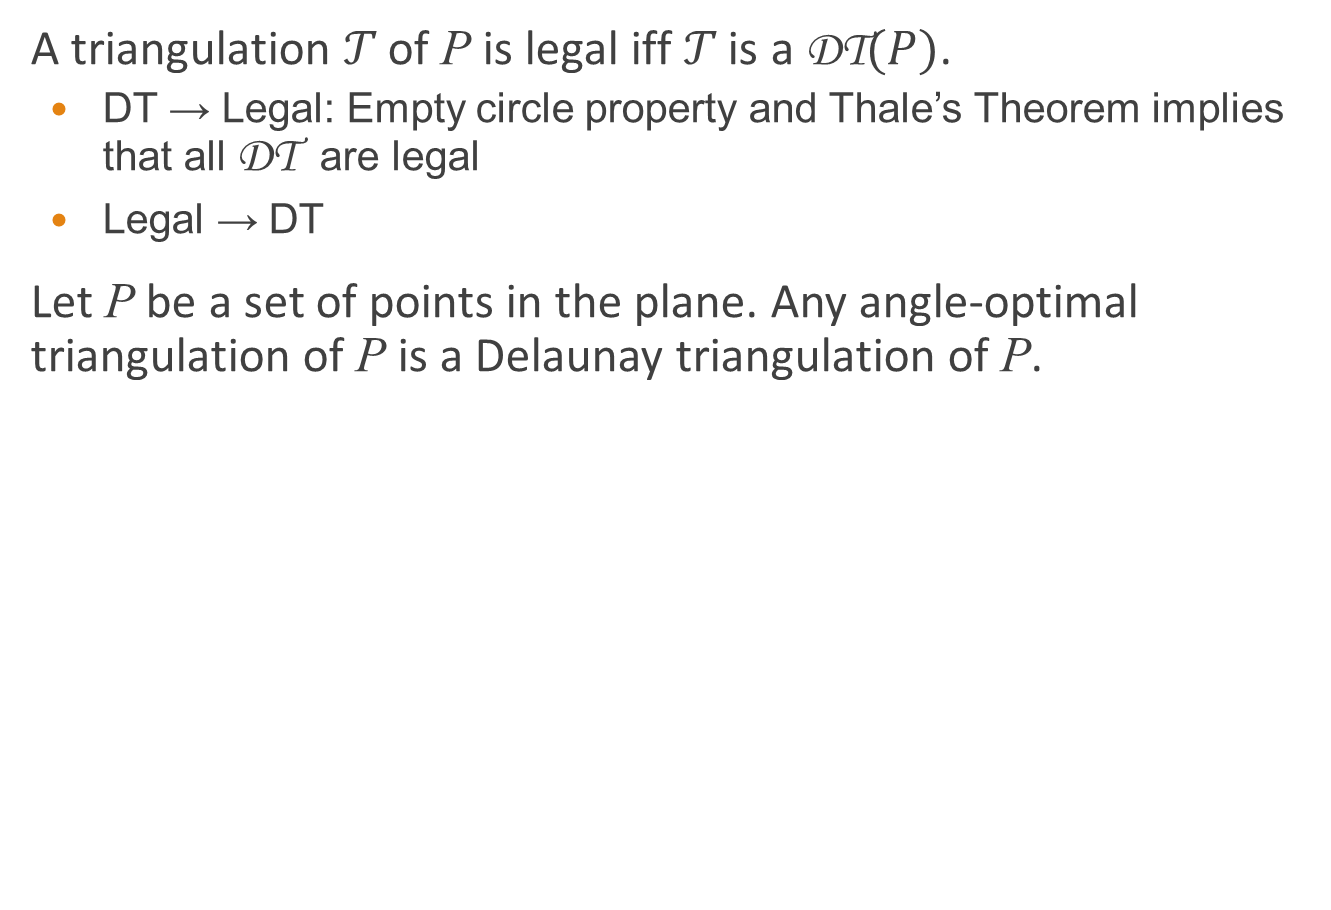 A triangulation 𝒯 of P is legal iff 𝒯 is a 𝒟𝒯(P).
• DT → Legal: Empty circle property and Thale’s Theorem implies
that all 𝒟𝒯 are legal
• Legal → DT
Let P be a set of points in the plane. Any angle-optimal
triangulation of P is a Delaunay triangulation of P.